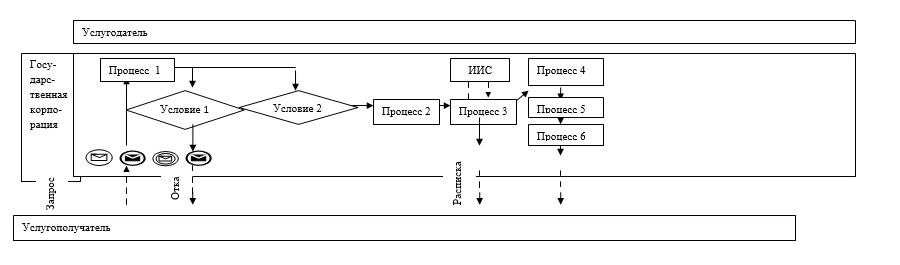 Услугодатель
Госу-
дарс-
твенная
корпо-
рация
Процесс 1
ИИС
Процесс 4
Условие 1
Условие 2
Процесс 2
Процесс 3
Процесс 5
Процесс 6
Запрос
Отка
Расписка
Услугополучатель